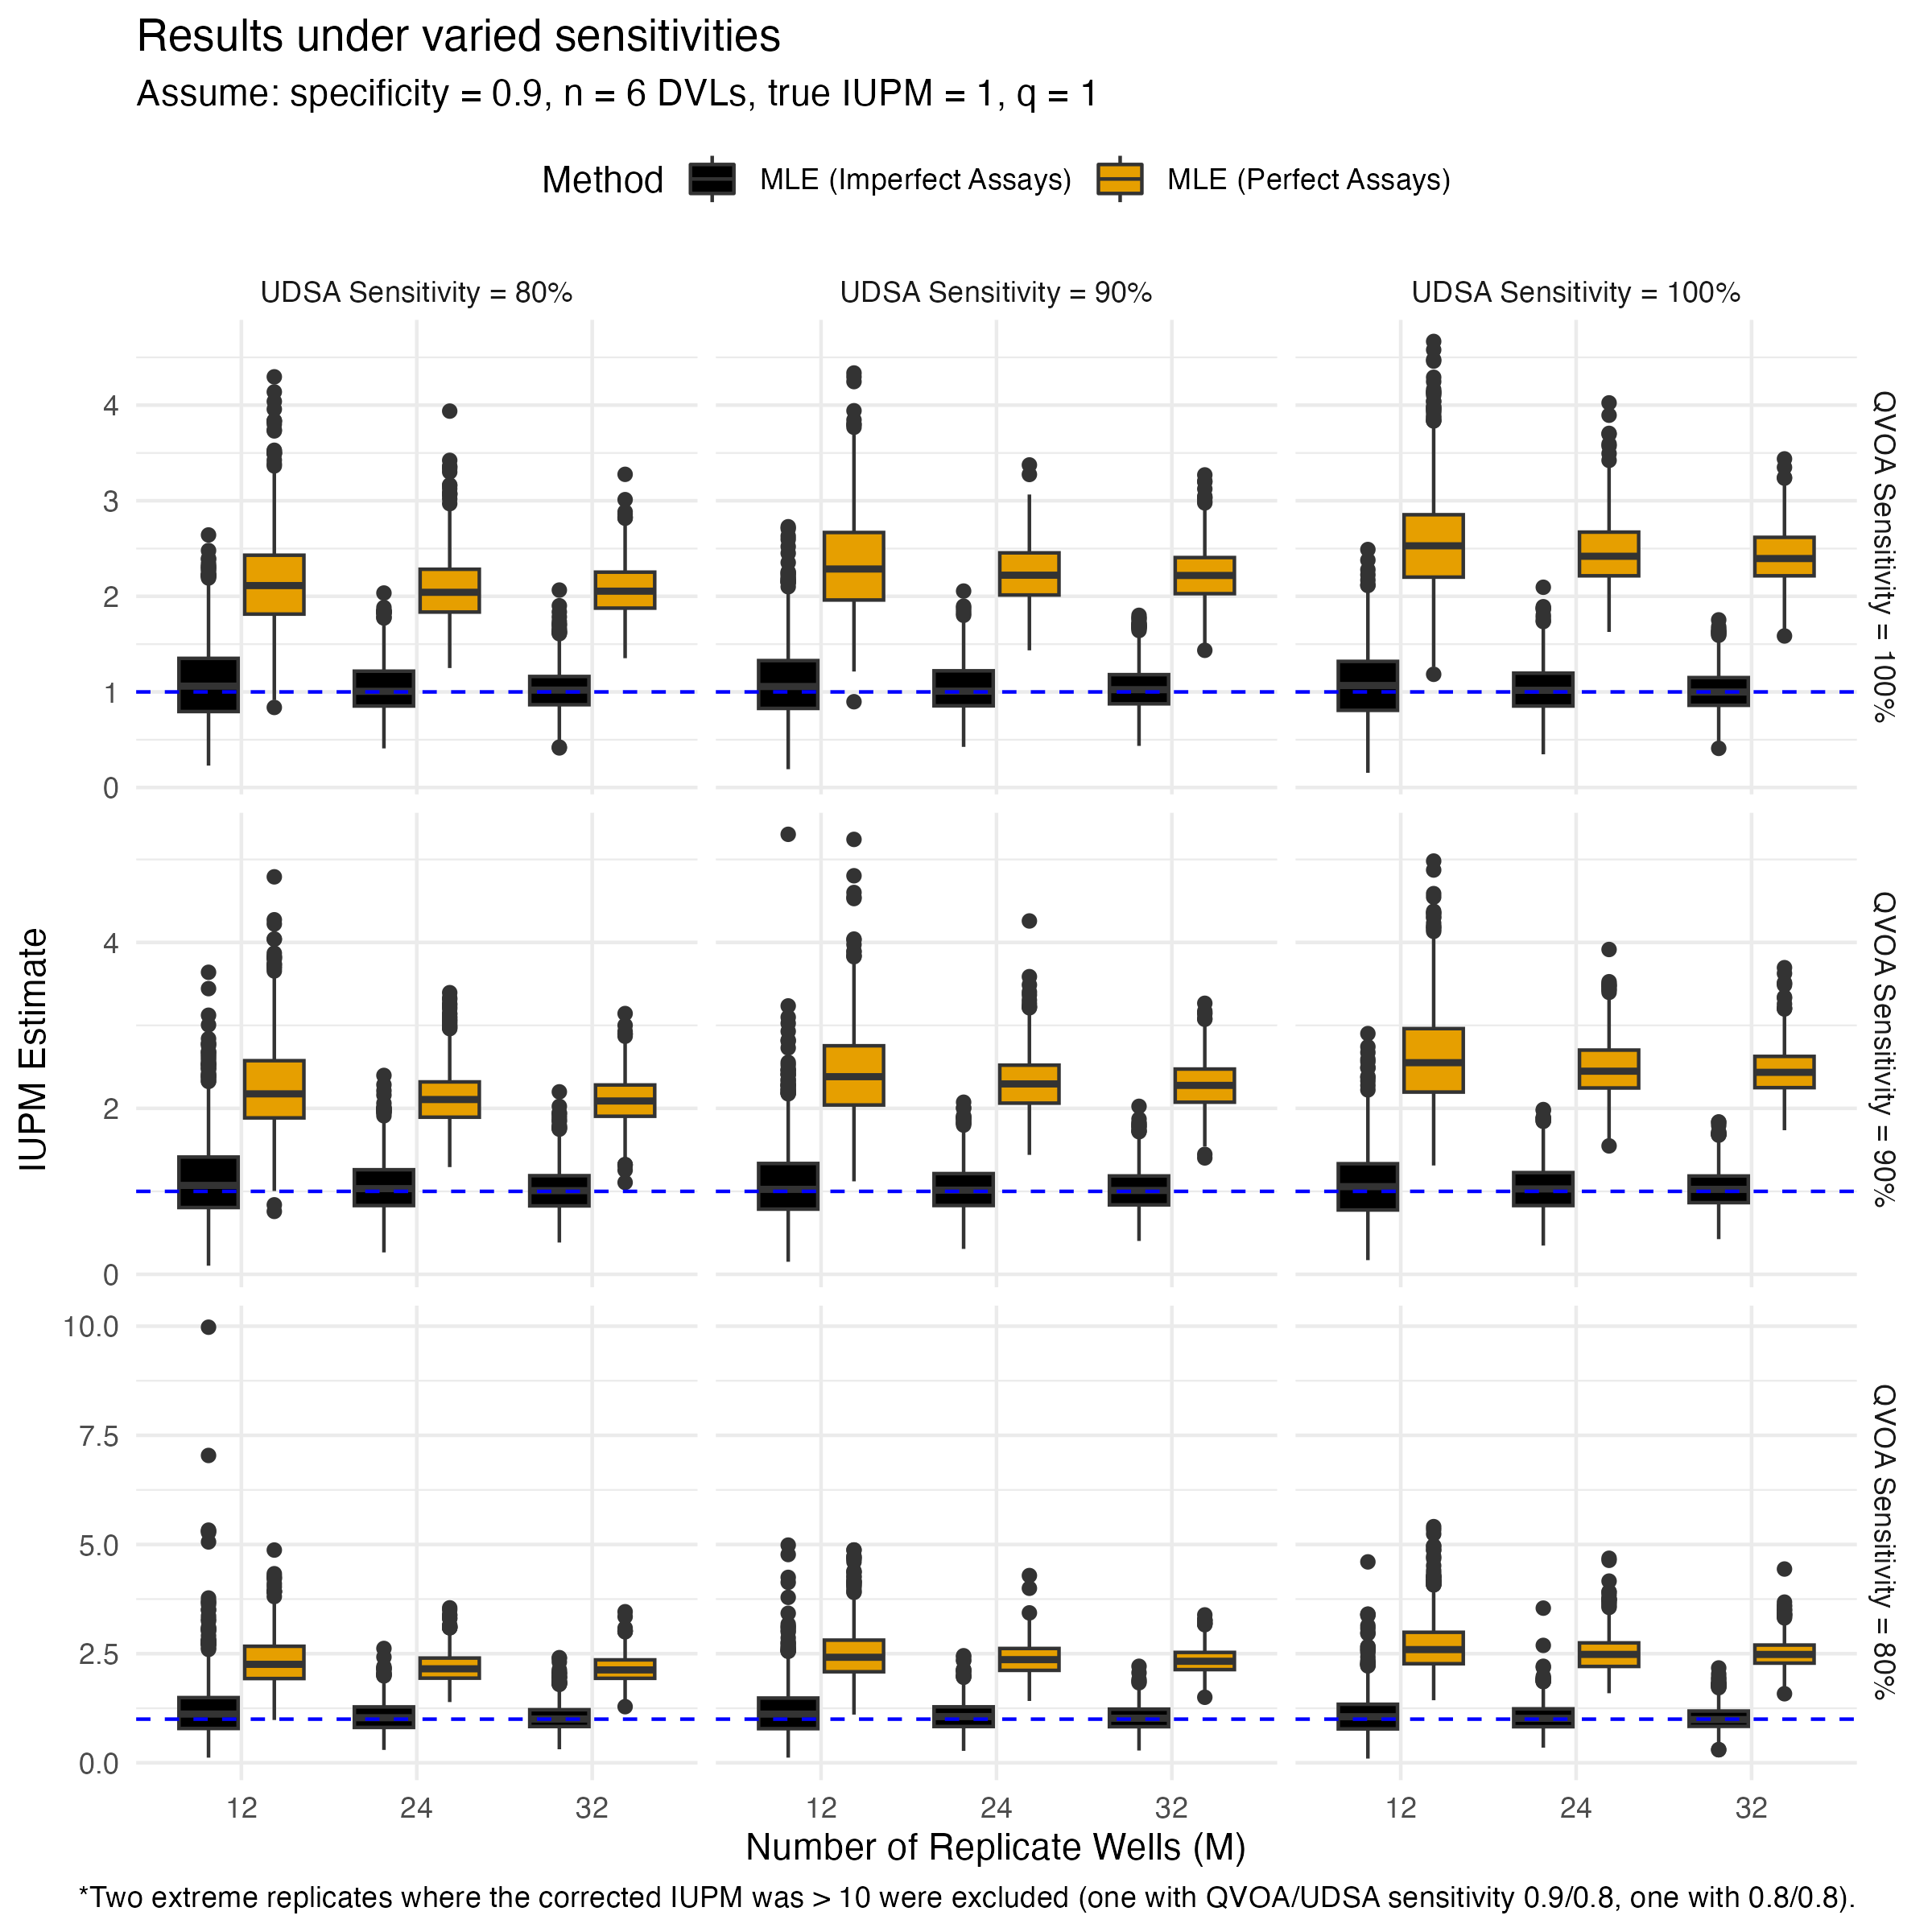 Results under varied sensitivities
Assume: specificity = 0.9, n = 6 DVLs, true IUPM = 1, q = 1
Method MLE (Imperfect Assays) MLE (Perfect Assays)
UDSA Sensitivity = 80% UDSA Sensitivity = 90% UDSA Sensitivity = 100%
4
3
2
1
0
QVOA Sensitivity = 100%
IUPM Estimate
4
2
0
QVOA Sensitivity = 90%
10.0
7.5
5.0
2.5
0.0
QVOA Sensitivity = 80%
12 24 32 12 24 32 12 24 32
Number of Replicate Wells (M)
*Two extreme replicates where the corrected IUPM was > 10 were excluded (one with QVOA/UDSA sensitivity 0.9/0.8, one with 0.8/0.8).